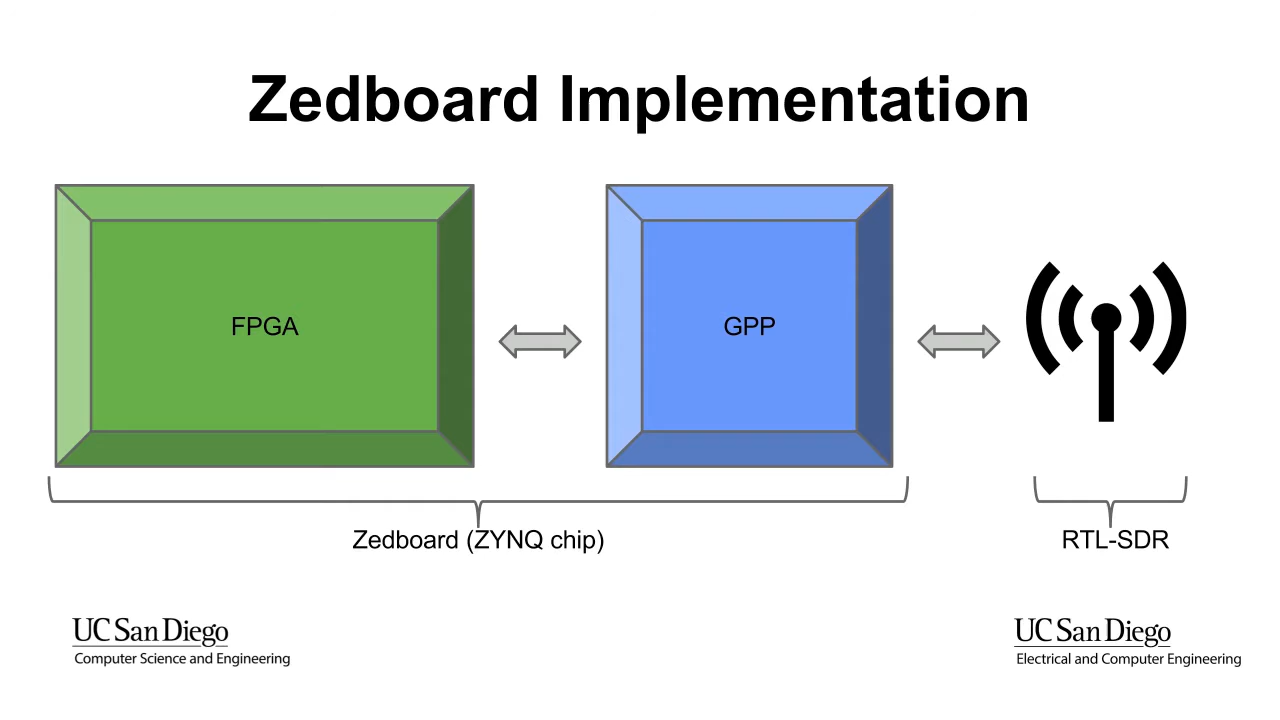 Zedboard Implementation
FPGA
GPP
Zedboard (ZYNQ chip)
RTL-SDR
UC San Diego
Computer Science and Engineering
UC San Diego
Electrical and Computer Engineering